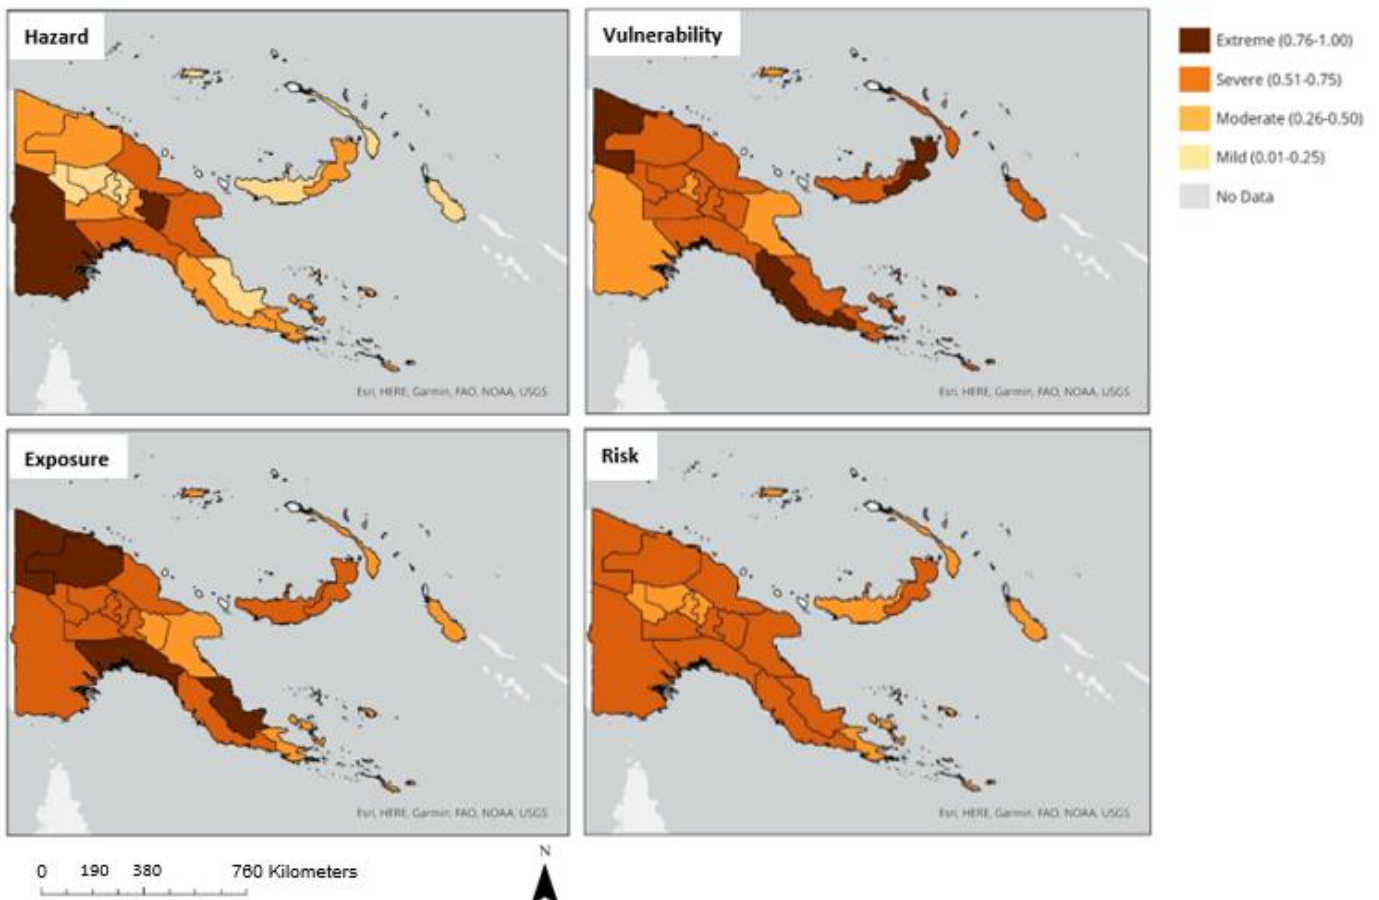 Hazard
Vulnerability
Extreme (0.76-1.00)
Severe (0.51-0.75)
Moderate (0.26-0.50)
Mild (0.01-0.25)
No Data
Esri, HERE, Garmin, FAO, NOAA, USGS
Esri, HERE, Garmin, FAO, NOAA, USGS
Exposure
Risk
Esri, HERE, Garmin, FAO, NOAA, USGS
Esri, HERE, Garmin, FAO, NOAA, USGS
N
0 190 380 760 Kilometers